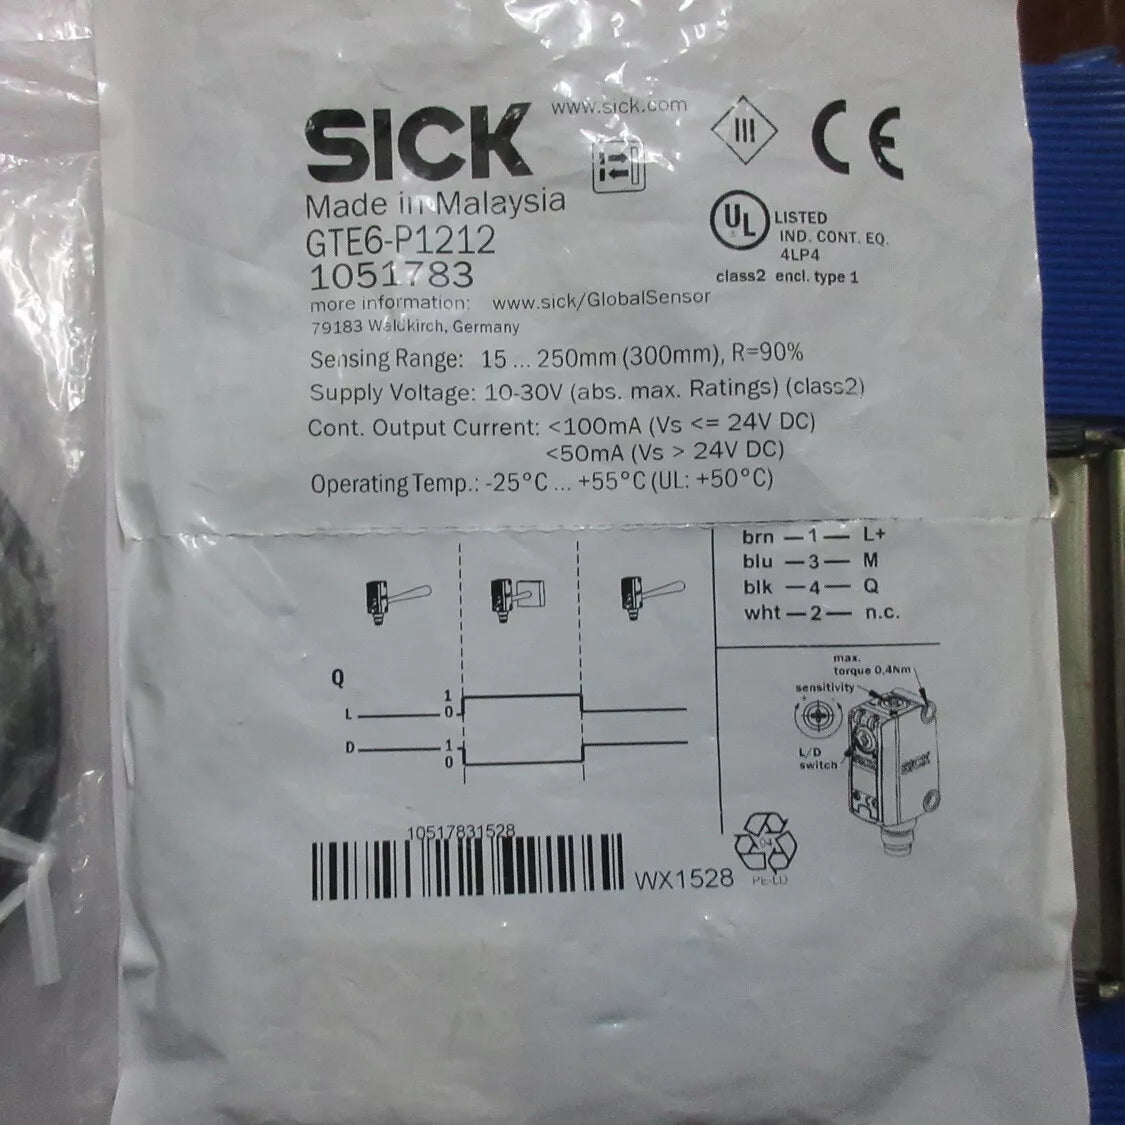 SICK
www.sick.com
III
CE
Made in Malaysia
GTE6-P1212
1051783
UL
LISTED
IND. CONT. EQ.
4LP4
class2 encl. type 1
more information: www.sick/GlobalSensor
79183 Waldkirch, Germany
Sensing Range: 15 ... 250mm (300mm), R=90%
Supply Voltage: 10-30V (abs. max. Ratings) (class2)
Cont. Output Current: <100mA (Vs <= 24V DC)
<50mA (Vs > 24V DC)
Operating Temp.: -25°C ... +55°C (UL: +50°C)
brn —1— L+
blu —3— M
blk —4— Q
wht —2— n.c.
Q
L
1
0
D
1
0
max.
torque 0,4Nm
sensitivity
+
L/D
switch
SICK
10517831528
WX1528
04
PE-LD